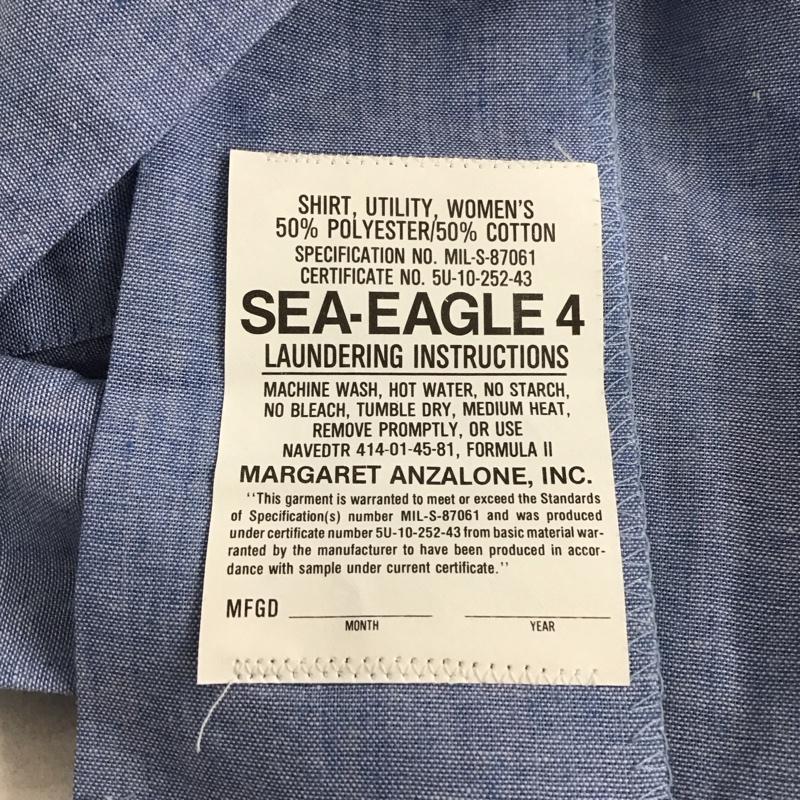 SHIRT, UTILITY, WOMEN'S
50% POLYESTER/50% COTTON
SPECIFICATION NO. MIL-S-87061
CERTIFICATE NO. 5U-10-252-43
SEA-EAGLE 4
LAUNDERING INSTRUCTIONS
MACHINE WASH, HOT WATER, NO STARCH,
NO BLEACH, TUMBLE DRY, MEDIUM HEAT,
REMOVE PROMPTLY, OR USE
NAVEDTR 414-01-45-81, FORMULA II
MARGARET ANZALONE, INC.
"This garment is warranted to meet or exceed the Standards
of Specification(s) number MIL-S-87061 and was produced
under certificate number 5U-10-252-43 from basic material war-
ranted by the manufacturer to have been produced in accor-
dance with sample under current certificate."
MFGD
MONTH YEAR